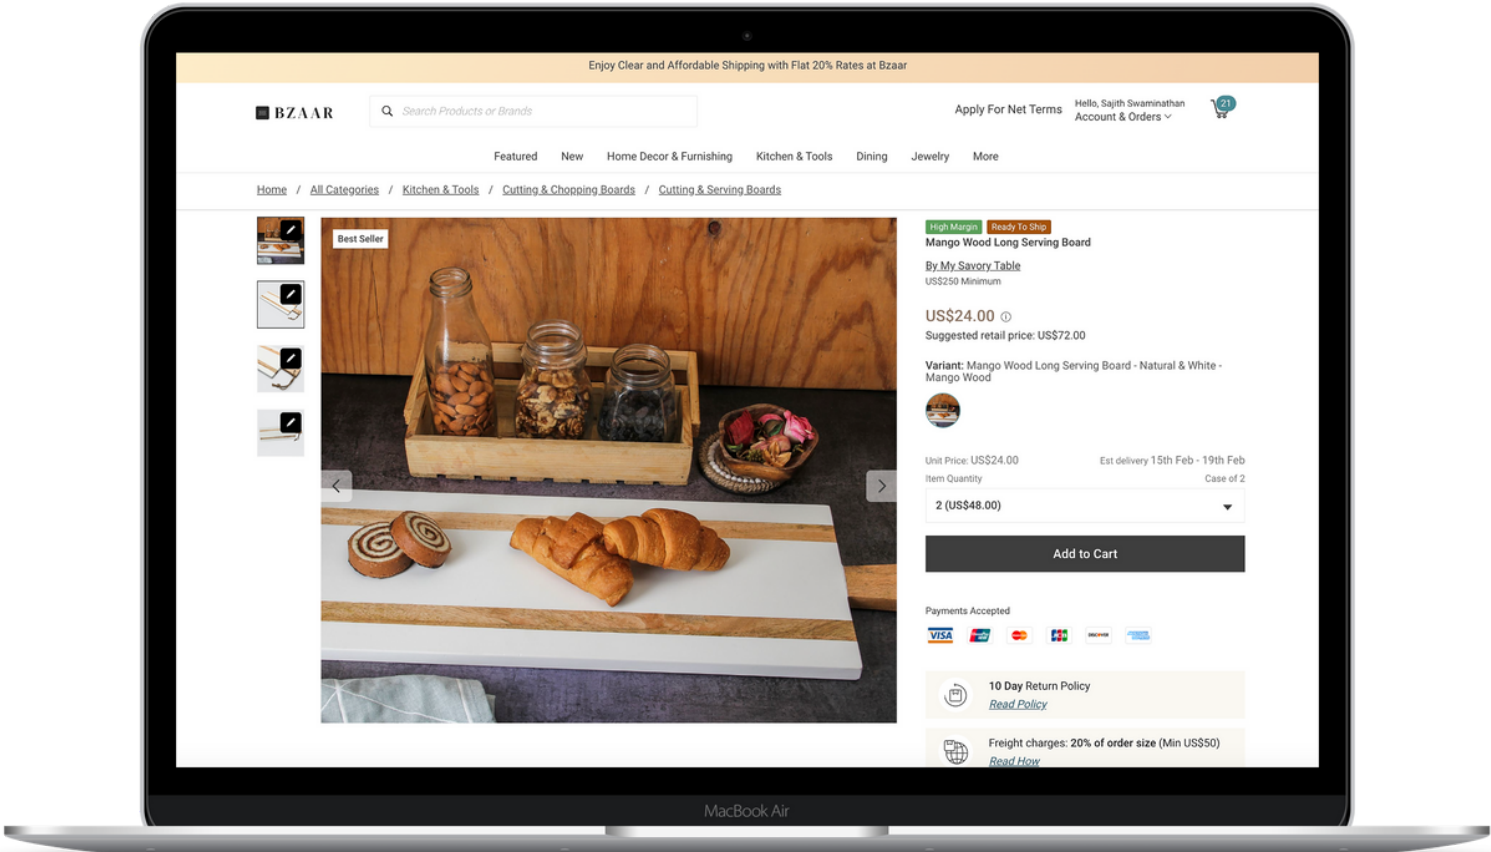 Enjoy Clear and Affordable Shipping with Flat 20% Rates at Bzaar
BZAAR
Search Products or Brands
Apply For Net Terms
Hello, Sajith Swaminathan
Account & Orders
21
Featured New Home Decor & Furnishing Kitchen & Tools Dining Jewelry More
Home / All Categories / Kitchen & Tools / Cutting & Chopping Boards / Cutting & Serving Boards
Best Seller
High Margin Ready To Ship
Mango Wood Long Serving Board
By My Savory Table
US$250 Minimum
US$24.00
Suggested retail price: US$72.00
Variant: Mango Wood Long Serving Board - Natural & White -
Mango Wood
Unit Price: US$24.00 Est delivery 15th Feb - 19th Feb
Item Quantity Case of 2
2 (US$48.00)
Add to Cart
Payments Accepted
VISA JCB DISCOVER
10 Day Return Policy
Read Policy
Freight charges: 20% of order size (Min US$50)
Read How
MacBook Air